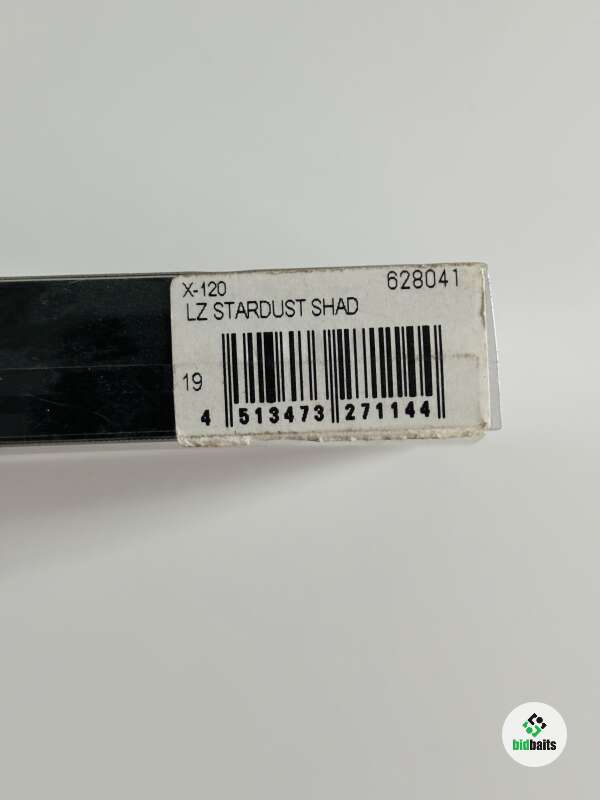 X-120 628041
LZ STARDUST SHAD
19
4 513473 271144
bidbaits